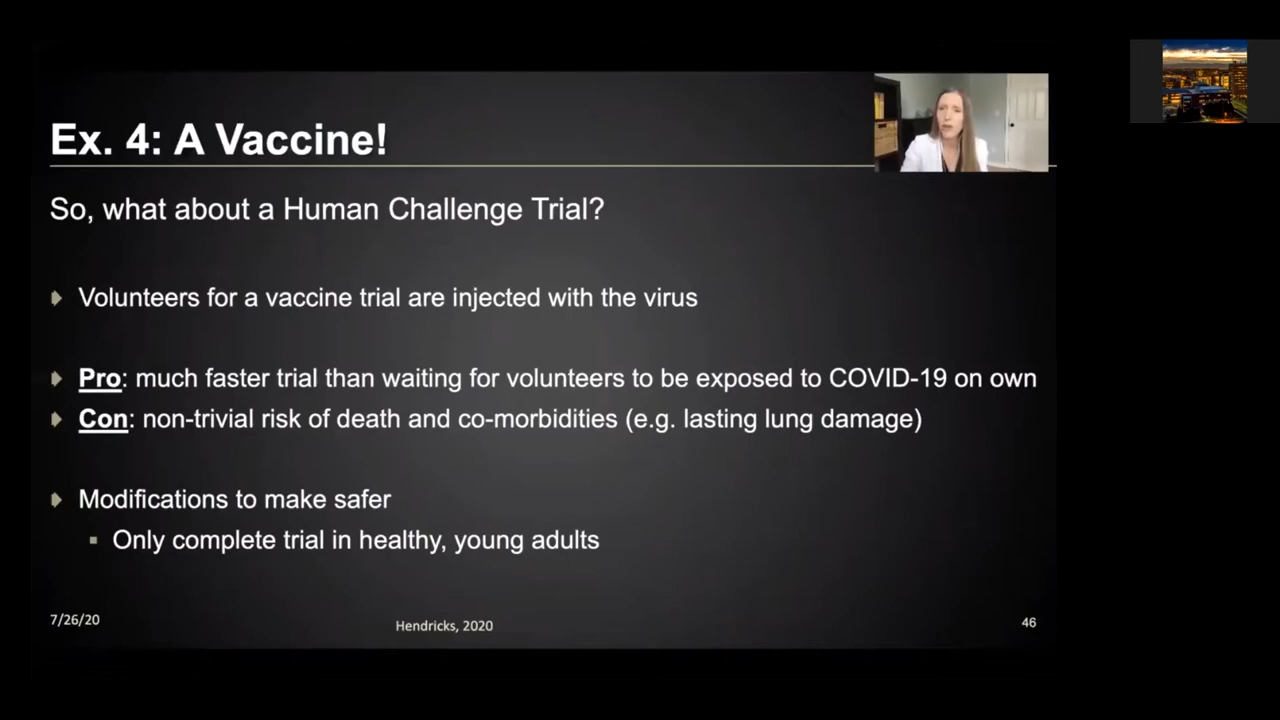 Ex. 4: A Vaccine!
So, what about a Human Challenge Trial?
Volunteers for a vaccine trial are injected with the virus
Pro: much faster trial than waiting for volunteers to be exposed to COVID-19 on own
Con: non-trivial risk of death and co-morbidities (e.g. lasting lung damage)
Modifications to make safer
Only complete trial in healthy, young adults
7/26/20
Hendricks, 2020
46